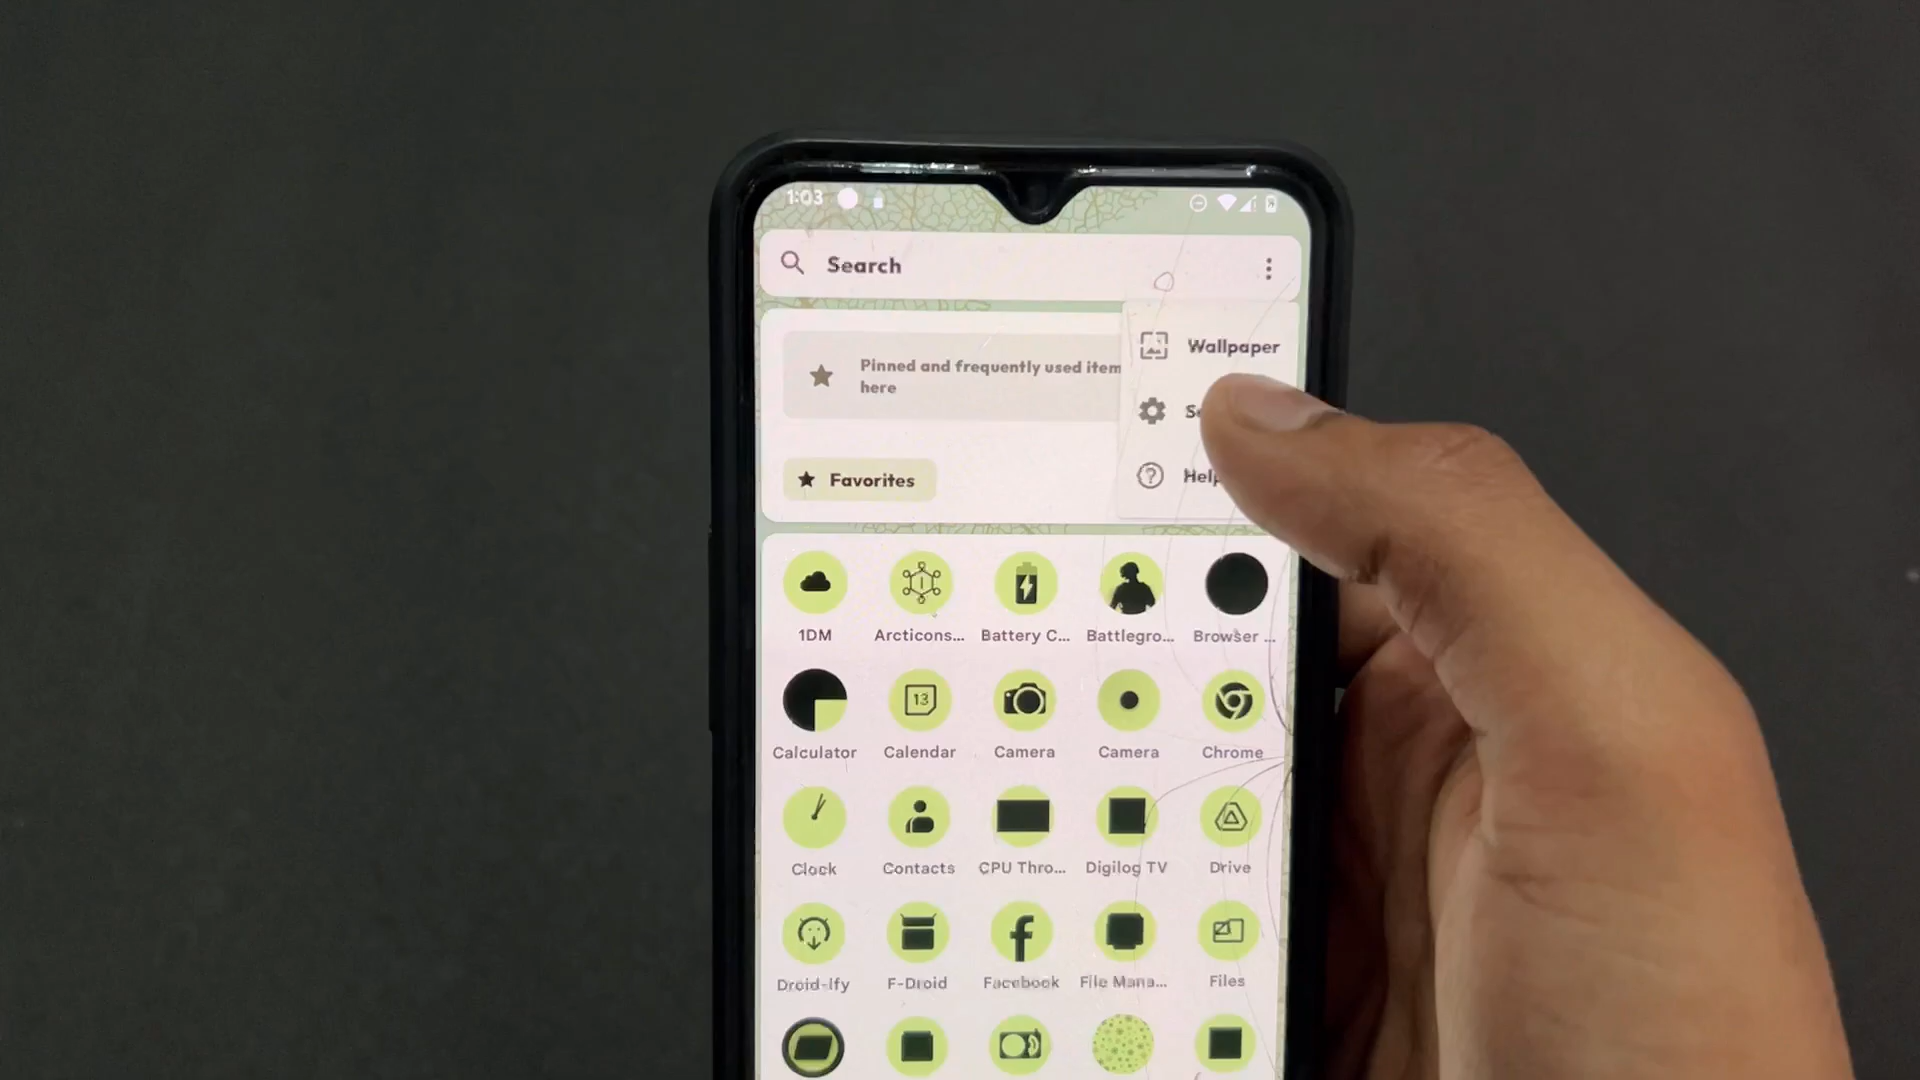 1:03
Search
Wallpaper
Pinned and frequently used item
here
Help
Favorites
1DM Arcticons... Battery C... Battlegro... Browser ...
13
Calculator Calendar Camera Camera Chrome
Clock Contacts CPU Thro... Digilog TV Drive
Droid-ify F-Droid Facebook File Mana... Files